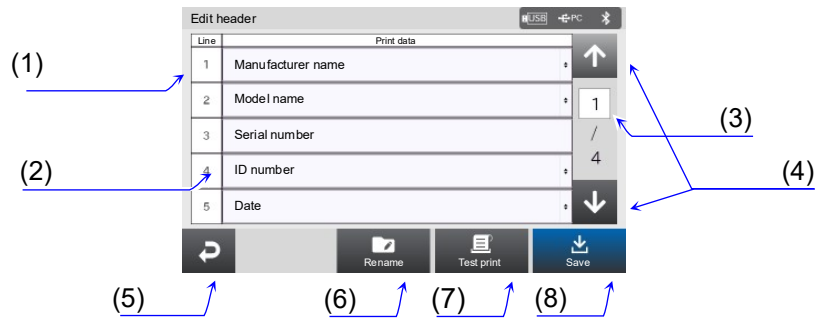 Edit header
USB PC
Line Print data
1 Manufacturer name
2 Model name
3 Serial number
4 ID number
5 Date
1
/
4
Rename
Test print
Save
(1)
(2)
(3)
(4)
(5)
(6)
(7)
(8)